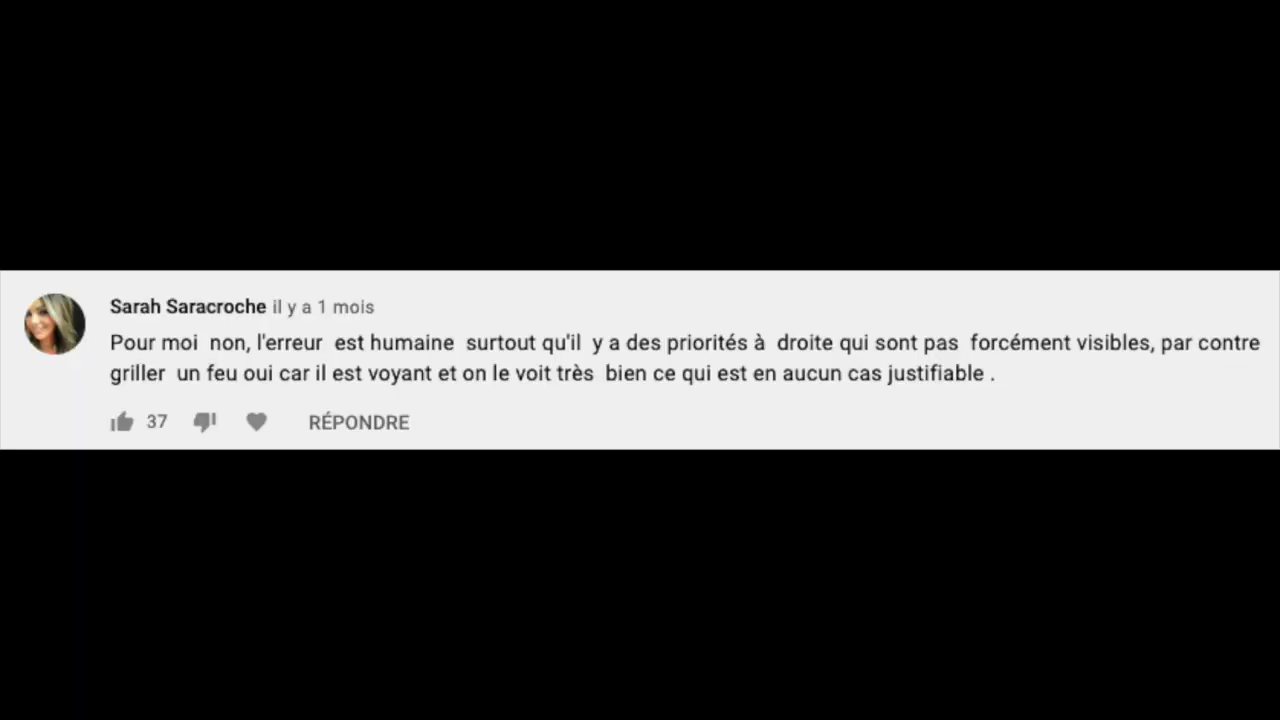 Sarah Saracroche il y a 1 mois
Pour moi  non, l'erreur  est humaine  surtout qu'il  y a des priorités à  droite qui sont pas  forcément visibles, par contre
griller  un feu oui car il est voyant et on le voit très  bien ce qui est en aucun cas justifiable .
37 RÉPONDRE